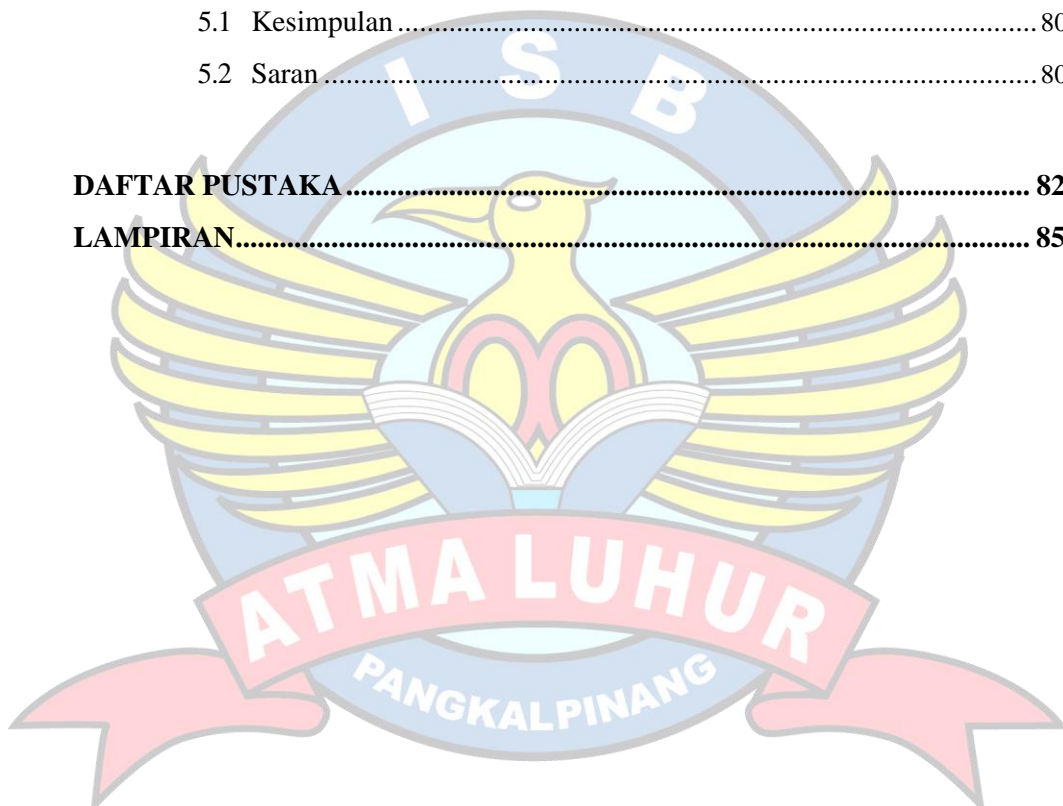 5.1 Kesimpulan ........................................ 80
5.2 Saran ........................................ 80
DAFTAR PUSTAKA ........................................ 82
LAMPIRAN ........................................ 85
I S B
ATMA LUHUR
PANGKALPINANG